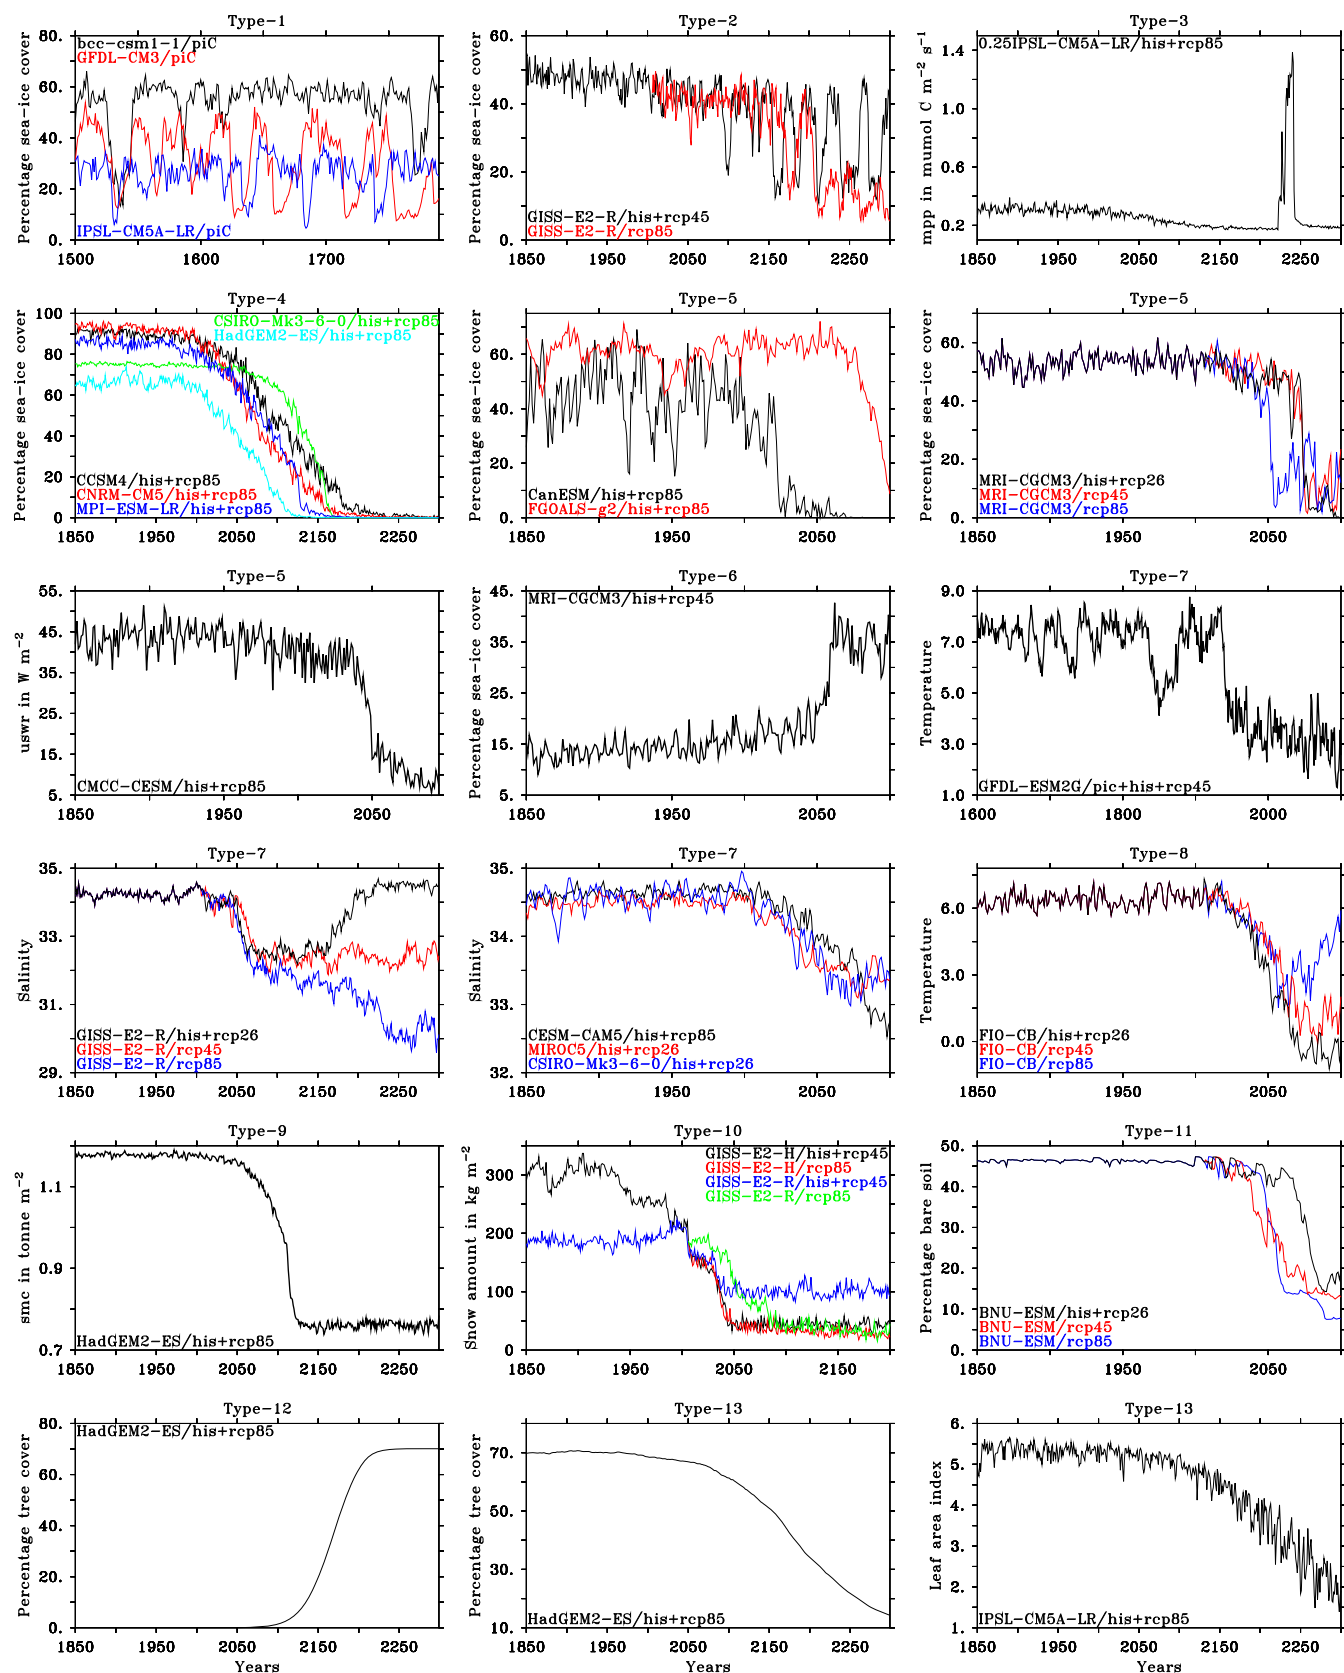 Type-1
Percentage sea-ice cover
80.
60.
40.
20.
0.
bcc-csm1-1/piC
GFDL-CM3/piC
IPSL-CM5A-LR/piC
1500 1600 1700
Type-2
Percentage sea-ice cover
60.
40.
20.
0.
GISS-E2-R/his+rcp45
GISS-E2-R/rcp85
1850 1950 2050 2150 2250
Type-3
mpp in mumol C m−2 s−1
1.4
1.0
0.6
0.2
0.25IPSL-CM5A-LR/his+rcp85
1850 1950 2050 2150 2250
Type-4
Percentage sea-ice cover
100
80.
60.
40.
20.
0.
CSIRO-Mk3-6-0/his+rcp85
HadGEM2-ES/his+rcp85
CCSM4/his+rcp85
CNRM-CM5/his+rcp85
MPI-ESM-LR/his+rcp85
1850 1950 2050 2150 2250
Type-5
Percentage sea-ice cover
60.
40.
20.
0.
CanESM/his+rcp85
FGOALS-g2/his+rcp85
1850 1950 2050
Type-5
Percentage sea-ice cover
60.
40.
20.
0.
MRI-CGCM3/his+rcp26
MRI-CGCM3/rcp45
MRI-CGCM3/rcp85
1850 1950 2050
Type-5
uswr in W m−2
55.
45.
35.
25.
15.
5.
CMCC-CESM/his+rcp85
1850 1950 2050
Type-6
Percentage sea-ice cover
45.
35.
25.
15.
5.
MRI-CGCM3/his+rcp45
1850 1950 2050
Type-7
Temperature
9.0
7.0
5.0
3.0
1.0
GFDL-ESM2G/pic+his+rcp45
1600 1800 2000
Type-7
Salinity
35.
33.
31.
29.
GISS-E2-R/his+rcp26
GISS-E2-R/rcp45
GISS-E2-R/rcp85
1850 1950 2050 2150 2250
Type-7
Salinity
35.
34.
33.
32.
CESM-CAM5/his+rcp85
MIROC5/his+rcp26
CSIRO-Mk3-6-0/his+rcp26
1850 1950 2050
Type-8
Temperature
6.0
3.0
0.0
FIO-CB/his+rcp26
FIO-CB/rcp45
FIO-CB/rcp85
1850 1950 2050
Type-9
smc in tonne m−2
1.1
0.9
0.7
HadGEM2-ES/his+rcp85
1850 1950 2050 2150 2250
Type-10
Snow amount in kg m−2
300
200
100
0
GISS-E2-H/his+rcp45
GISS-E2-H/rcp85
GISS-E2-R/his+rcp45
GISS-E2-R/rcp85
1850 1950 2050 2150
Type-11
Percentage bare soil
50.
40.
30.
20.
10.
0.
BNU-ESM/his+rcp26
BNU-ESM/rcp45
BNU-ESM/rcp85
1850 1950 2050
Type-12
Percentage tree cover
80.
60.
40.
20.
0.
HadGEM2-ES/his+rcp85
1850 1950 2050 2150 2250
Years
Type-13
Percentage tree cover
70.
50.
30.
10.
HadGEM2-ES/his+rcp85
1850 1950 2050 2150 2250
Years
Type-13
Leaf area index
6.
5.
4.
3.
2.
1.
IPSL-CM5A-LR/his+rcp85
1850 1950 2050 2150 2250
Years